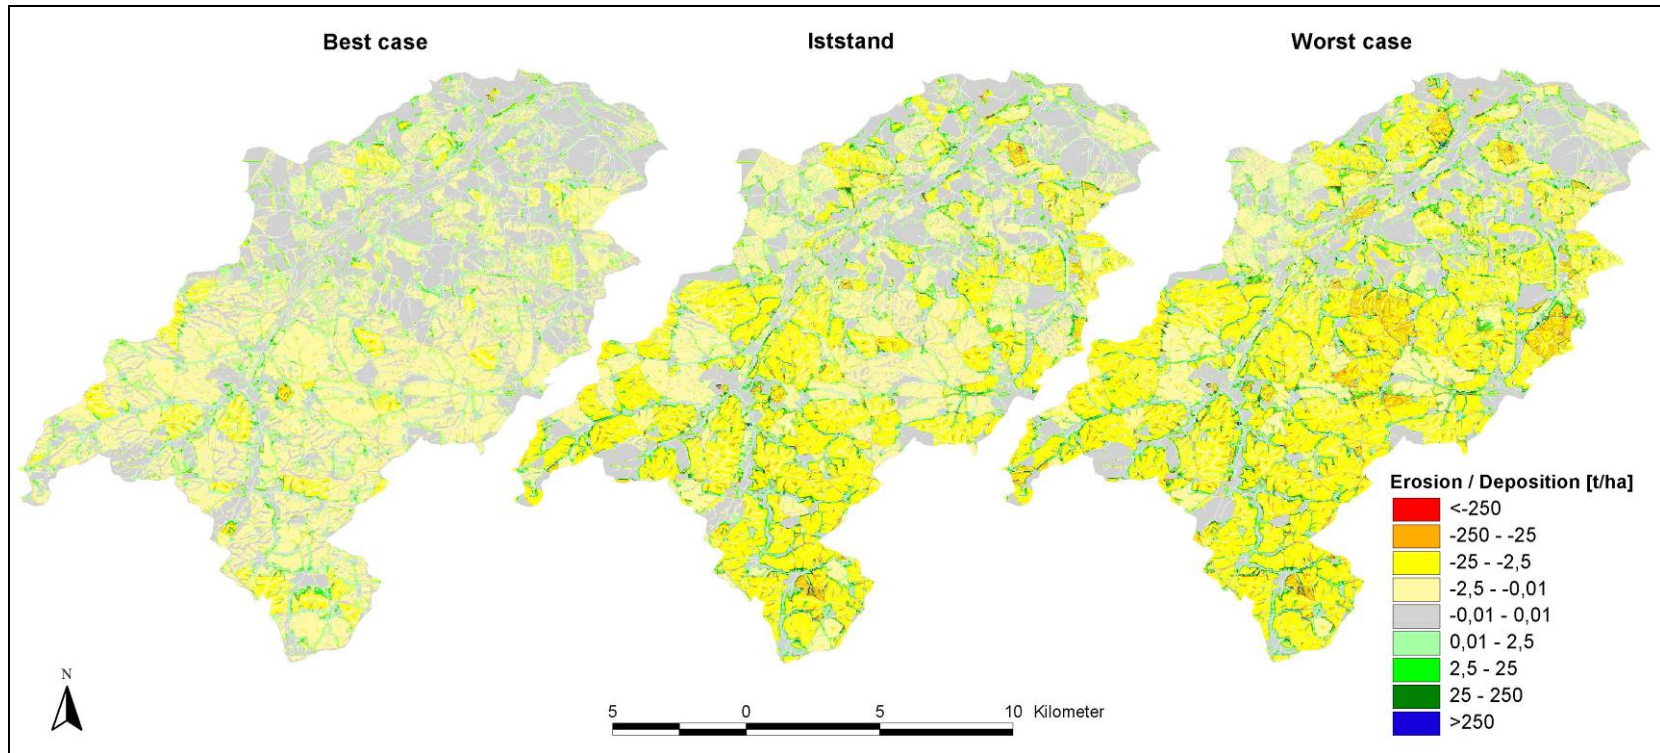 Best case
Iststand
Worst case
Erosion / Deposition [t/ha]
<-250
-250 - -25
-25 - -2,5
-2,5 - -0,01
-0,01 - 0,01
0,01 - 2,5
2,5 - 25
25 - 250
>250
N
5 0 5 10 Kilometer